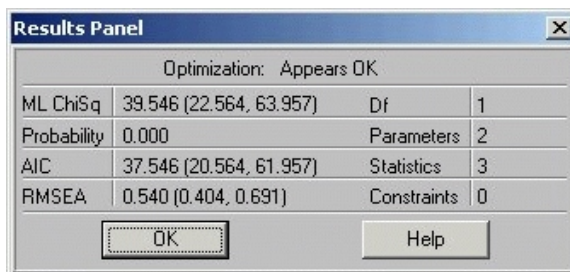 Results Panel
Optimization: Appears OK
ML ChiSq 39.546 (22.564, 63.957) Df 1
Probability 0.000 Parameters 2
AIC 37.546 (20.564, 61.957) Statistics 3
RMSEA 0.540 (0.404, 0.691) Constraints 0
OK Help